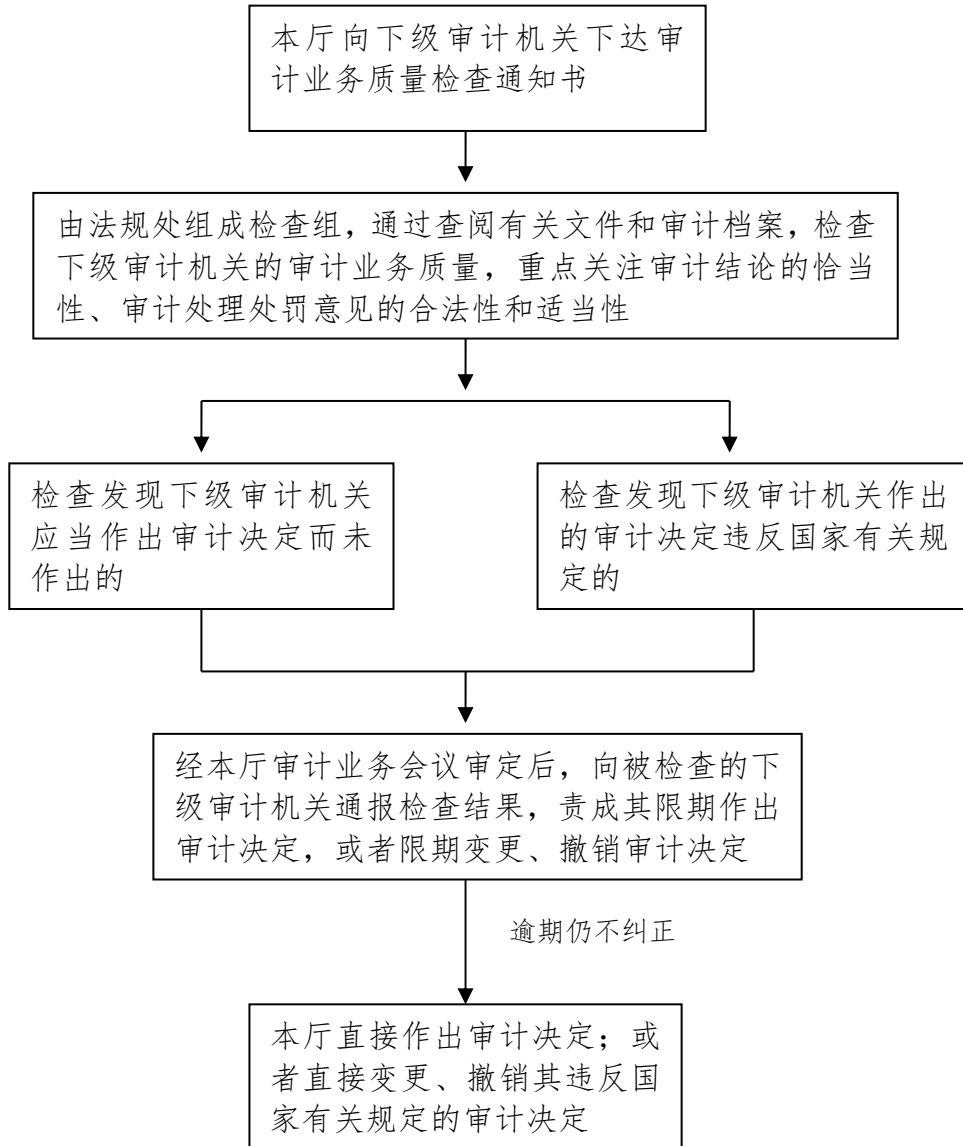 本厅向下级审计机关下达审
计业务质量检查通知书
由法规处组成检查组，通过查阅有关文件和审计档案，检查
下级审计机关的审计业务质量，重点关注审计结论的恰当
性、审计处理处罚意见的合法性和适当性
检查发现下级审计机关
应当作出审计决定而未
作出的
检查发现下级审计机关作出
的审计决定违反国家有关规
定的
经本厅审计业务会议审定后，向被检查的下
级审计机关通报检查结果，责成其限期作出
审计决定，或者限期变更、撤销审计决定
逾期仍不纠正
本厅直接作出审计决定；或
者直接变更、撤销其违反国
家有关规定的审计决定